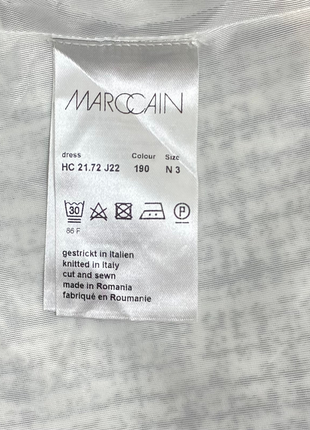 MARCCAIN
dress Colour Size
HC 21.72 J22 190 N 3
30 P
86 F
gestrickt in Italien
knitted in Italy
cut and sewn
made in Romania
fabriqué en Roumanie